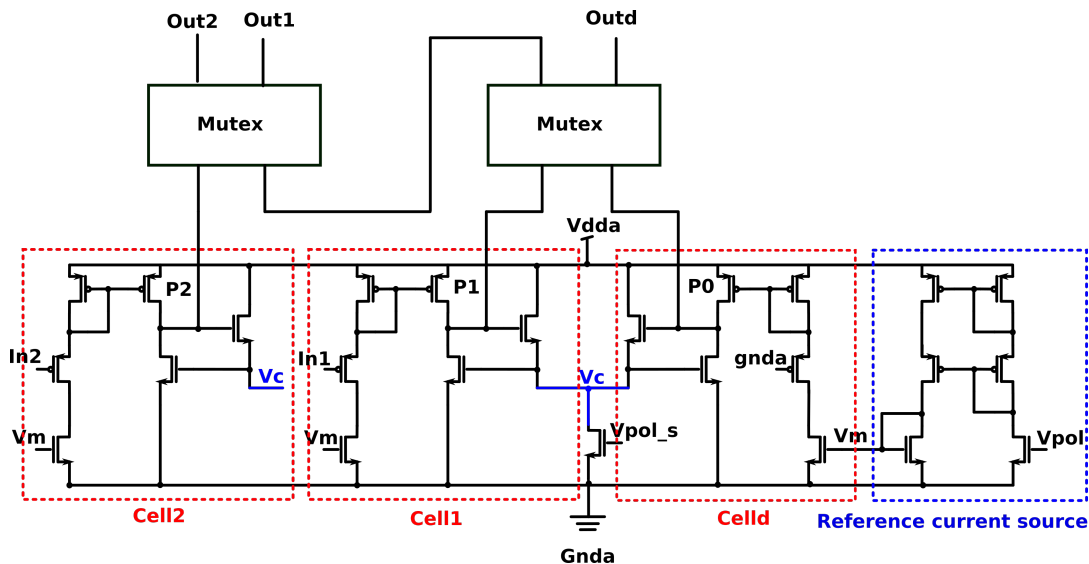 Out2
Out1
Outd
Mutex
Mutex
Vdda
P2
P1
P0
In2
In1
gnda
Vc
Vc
Vm
Vm
Vpol_s
Vm
Vpol
Cell2
Cell1
Celld
Reference current source
Gnda